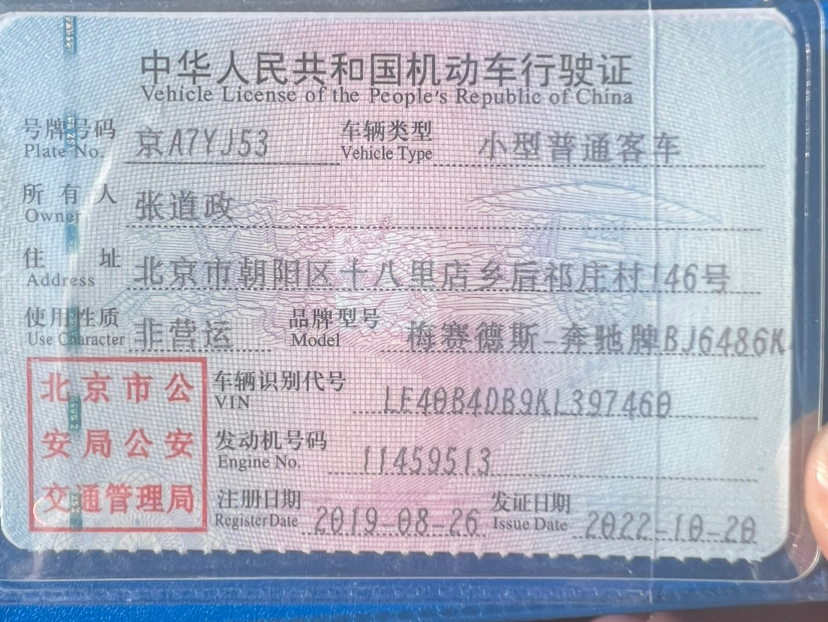 中华人民共和国机动车行驶证
Vehicle License of the People's Republic of China
号牌号码 京A7YJ53 车辆类型 小型普通客车
Plate No. Vehicle Type
所有人 张道政
Owner
住址 北京市朝阳区十八里店乡后祁庄村146号
Address
使用性质 非营运 品牌型号 梅赛德斯-奔驰牌BJ6486K
Use Character Model
北京市公
安局公安
交通管理局
车辆识别代号 LE40B4DB9KL397460
VIN
发动机号码 11459513
Engine No.
注册日期 2019-08-26 发证日期 2022-10-20
Register Date Issue Date